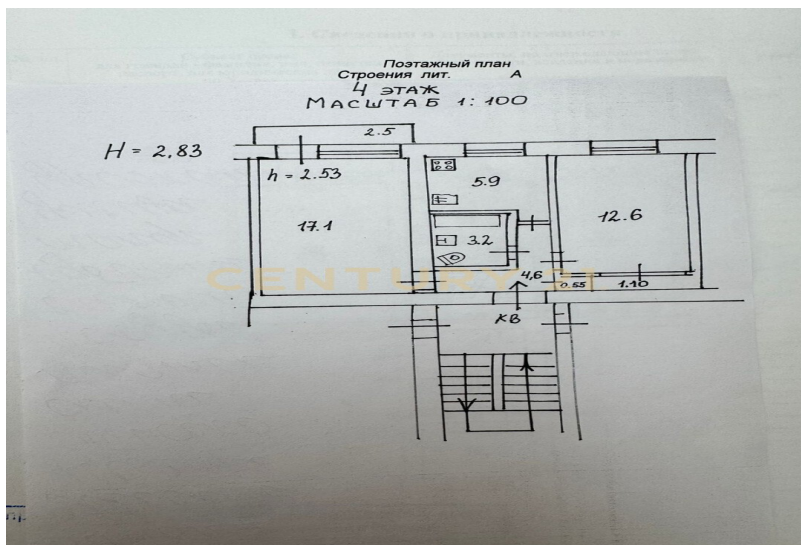 Поэтажный план
Строения лит. А
4 ЭТАЖ
МАСШТАБ 1:100
2.5
H = 2,83
h = 2.53
5.9
17.1
12.6
3.2
CENTURY 21
4,6
0.55
1.10
КВ
пр.